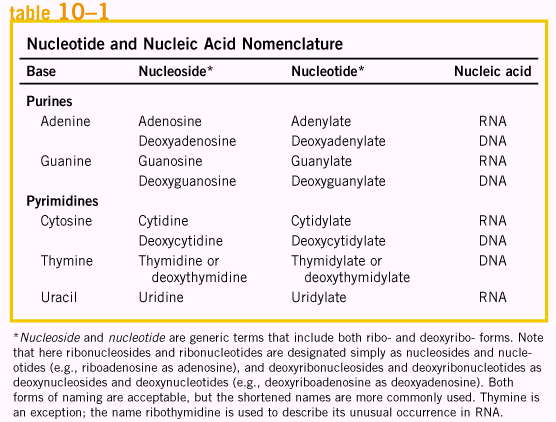 table 10–1
Nucleotide and Nucleic Acid Nomenclature
Base Nucleoside* Nucleotide* Nucleic acid
Purines
Adenine Adenosine Adenylate RNA
Deoxyadenosine Deoxyadenylate DNA
Guanine Guanosine Guanylate RNA
Deoxyguanosine Deoxyguanylate DNA
Pyrimidines
Cytosine Cytidine Cytidylate RNA
Deoxycytidine Deoxycytidylate DNA
Thymine Thymidine or Thymidylate or DNA
deoxythymidine deoxythymidylate
Uracil Uridine Uridylate RNA
*Nucleoside and nucleotide are generic terms that include both ribo- and deoxyribo- forms. Note
that here ribonucleosides and ribonucleotides are designated simply as nucleosides and nucle-
otides (e.g., riboadenosine as adenosine), and deoxyribonucleosides and deoxyribonucleotides as
deoxynucleosides and deoxynucleotides (e.g., deoxyriboadenosine as deoxyadenosine). Both
forms of naming are acceptable, but the shortened names are more commonly used. Thymine is
an exception; the name ribothymidine is used to describe its unusual occurrence in RNA.